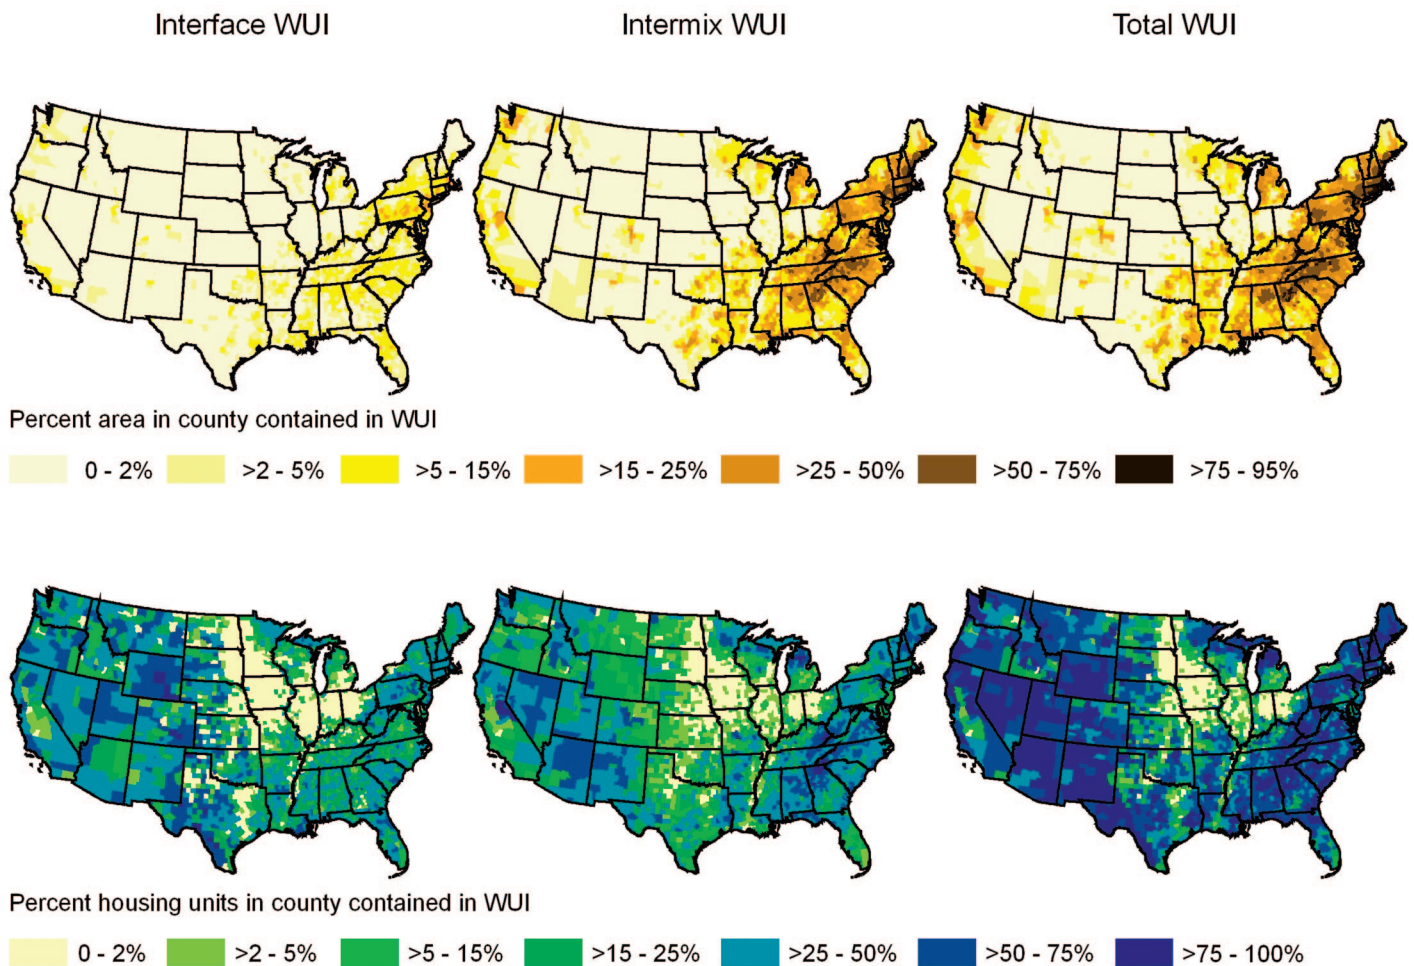 Interface WUI Intermix WUI Total WUI
Percent area in county contained in WUI
0 - 2% >2 - 5% >5 - 15% >15 - 25% >25 - 50% >50 - 75% >75 - 95%
Percent housing units in county contained in WUI
0 - 2% >2 - 5% >5 - 15% >15 - 25% >25 - 50% >50 - 75% >75 - 100%